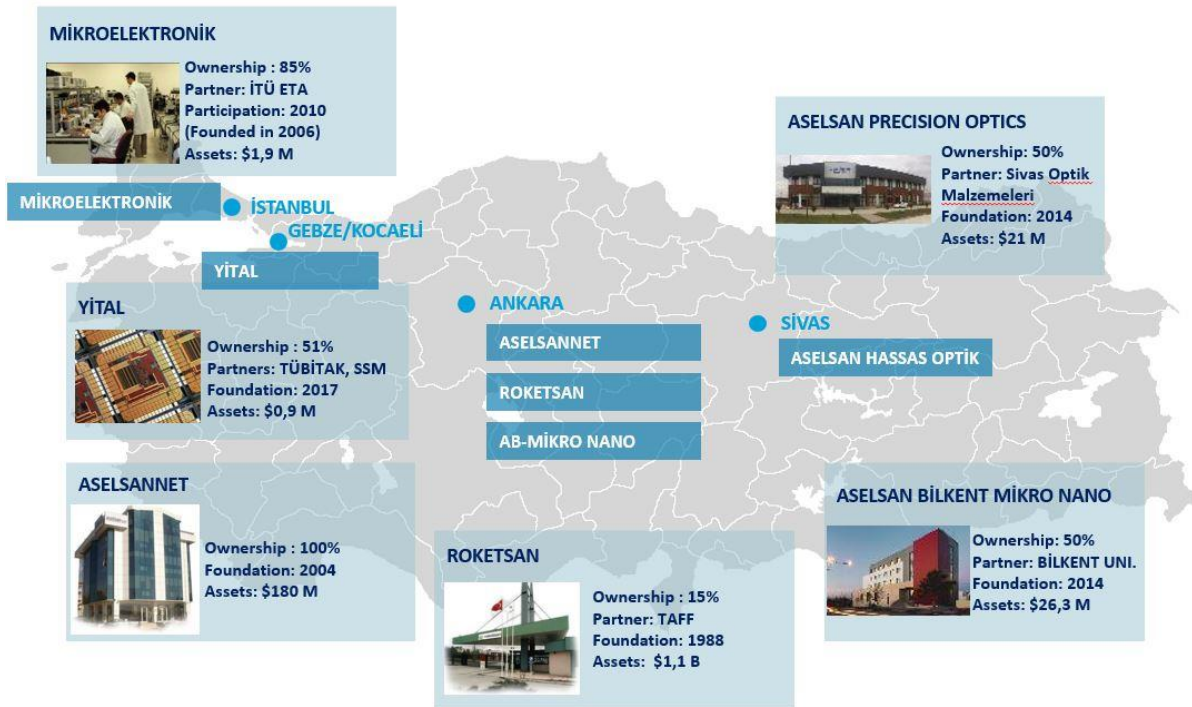 MİKROELEKTRONİK
Ownership : 85%
Partner: İTÜ ETA
Participation: 2010
(Founded in 2006)
Assets: $1,9 M
MİKROELEKTRONİK
İSTANBUL
GEBZE/KOCAELİ
YİTAL
YİTAL
Ownership : 51%
Partners: TÜBİTAK, SSM
Foundation: 2017
Assets: $0,9 M
ASELSAN PRECISION OPTICS
Ownership: 50%
Partner: Sivas Optik
Malzemeleri
Foundation: 2014
Assets: $21 M
ANKARA
ASELSANNET
ROKETSAN
AB-MİKRO NANO
SİVAS
ASELSAN HASSAS OPTİK
ASELSANNET
Ownership : 100%
Foundation: 2004
Assets: $180 M
ROKETSAN
Ownership : 15%
Partner: TAFF
Foundation: 1988
Assets:  $1,1 B
ASELSAN BİLKENT MİKRO NANO
Ownership: 50%
Partner: BİLKENT UNI.
Foundation: 2014
Assets: $26,3 M